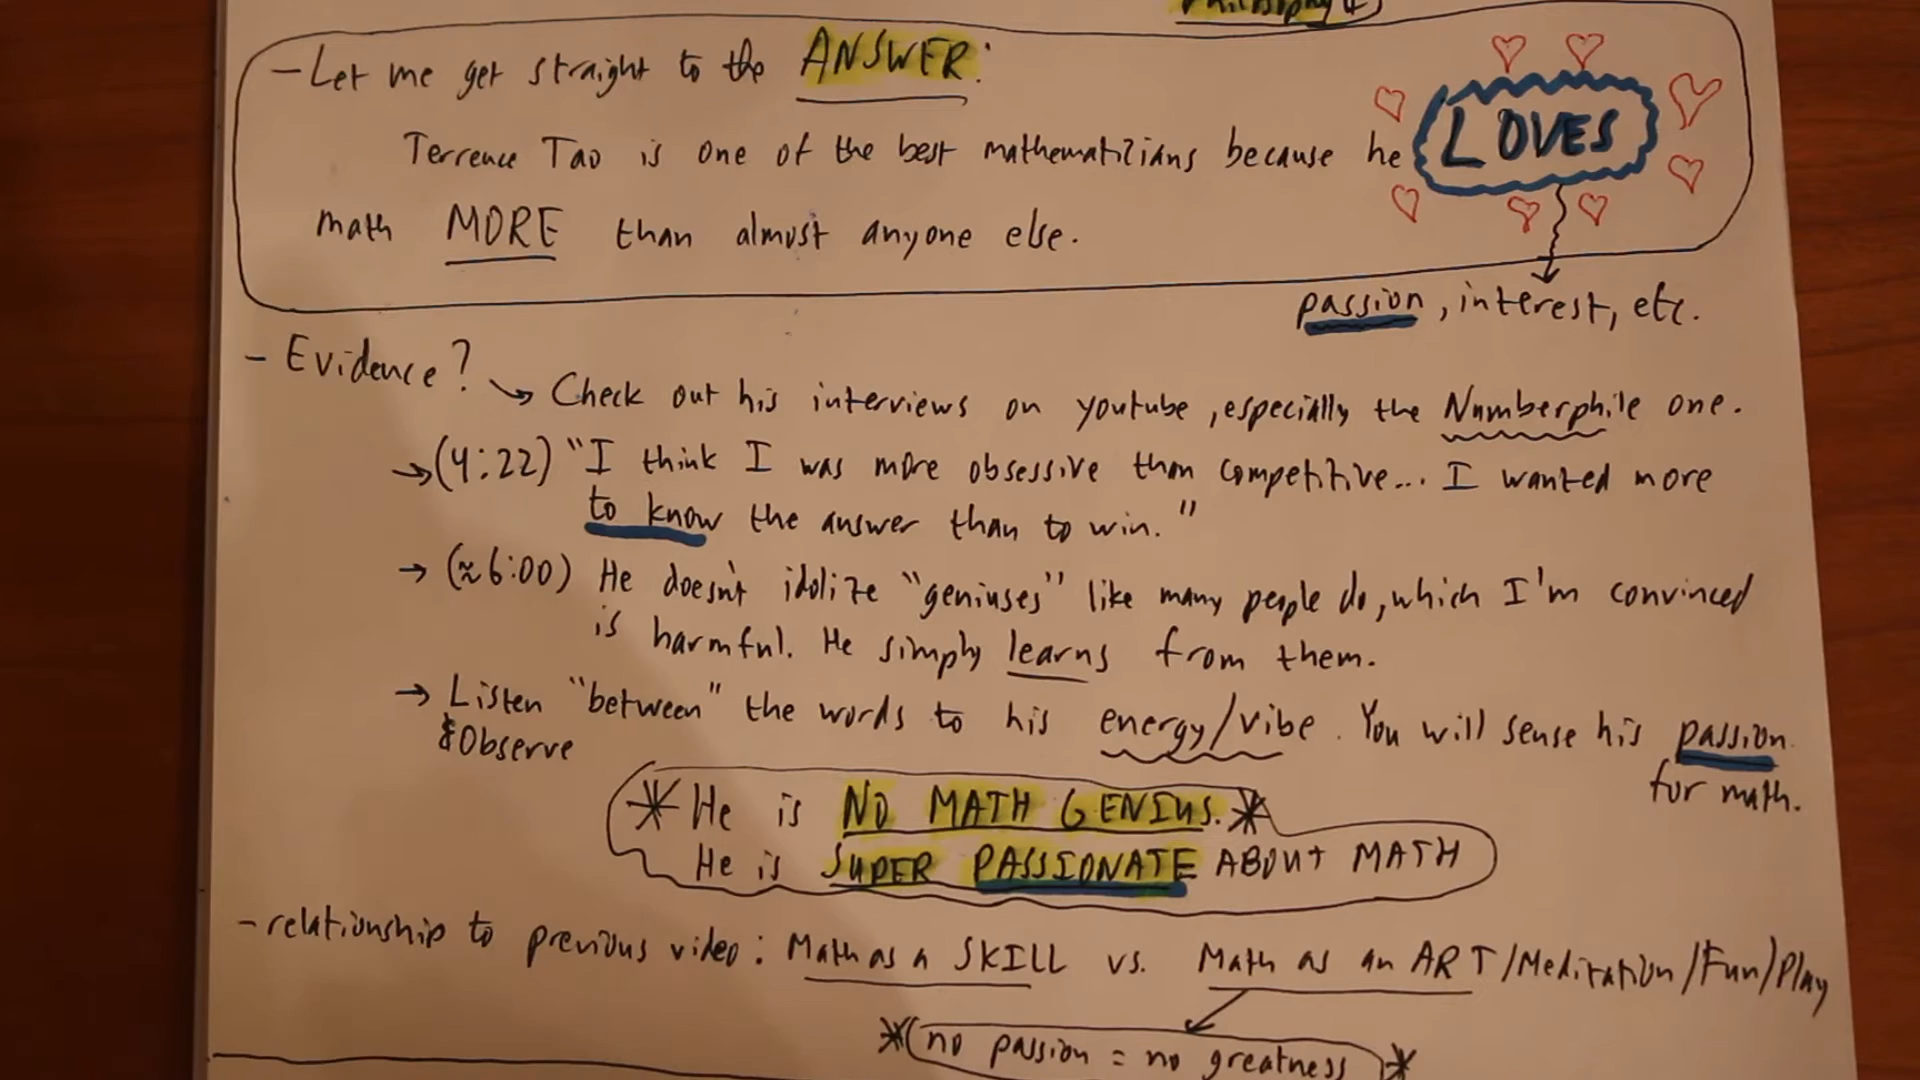 Philosophy
- Let me get straight to the ANSWER:
Terrence Tao is one of the best mathematicians because he LOVES
math MORE than almost anyone else.
passion, interest, etc.
- Evidence?
Check out his interviews on youtube, especially the Numberphile one.
→ (4:22) "I think I was more obsessive than competitive... I wanted more
to know the answer than to win."
→ (≈6:00) He doesn't idolize "geniuses" like many people do, which I'm convinced
is harmful. He simply learns from them.
→ Listen "between" the words to his energy/vibe. You will sense his passion
& Observe
for math.
* He is NO MATH GENIUS. *
He is SUPER PASSIONATE ABOUT MATH
- relationship to previous video: Math as a SKILL vs. Math as an ART/Meditation/Fun/Play
* (no passion = no greatness) *